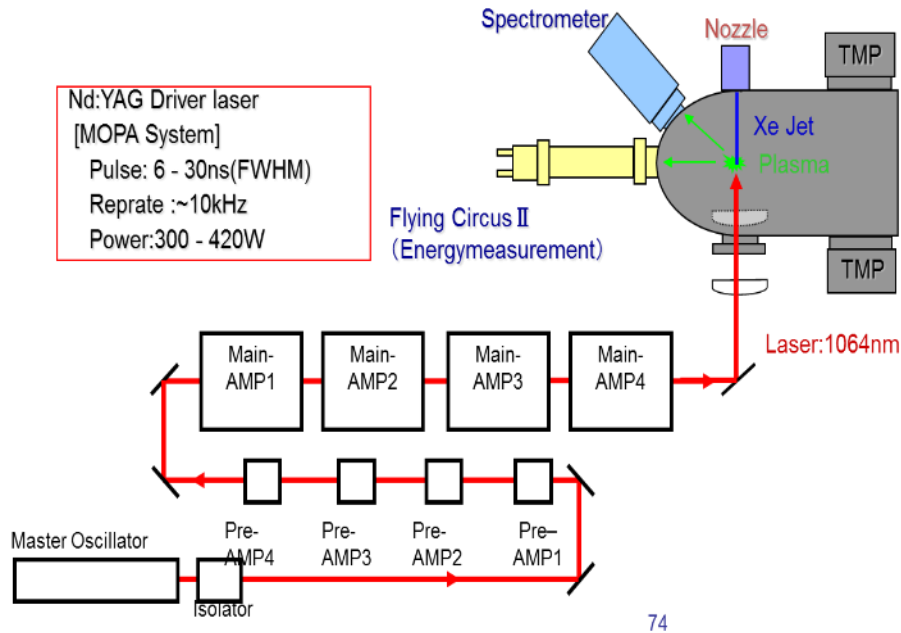 Spectrometer
Nozzle
TMP
Nd:YAG Driver laser
[MOPA System]
Pulse: 6 - 30ns(FWHM)
Reprate :~10kHz
Power:300 - 420W
Xe Jet
Plasma
Flying Circus Ⅱ
（Energymeasurement）
TMP
Laser:1064nm
Main-
AMP1
Main-
AMP2
Main-
AMP3
Main-
AMP4
Pre-
AMP4
Pre-
AMP3
Pre-
AMP2
Pre–
AMP1
Master Oscillator
Isolator
74